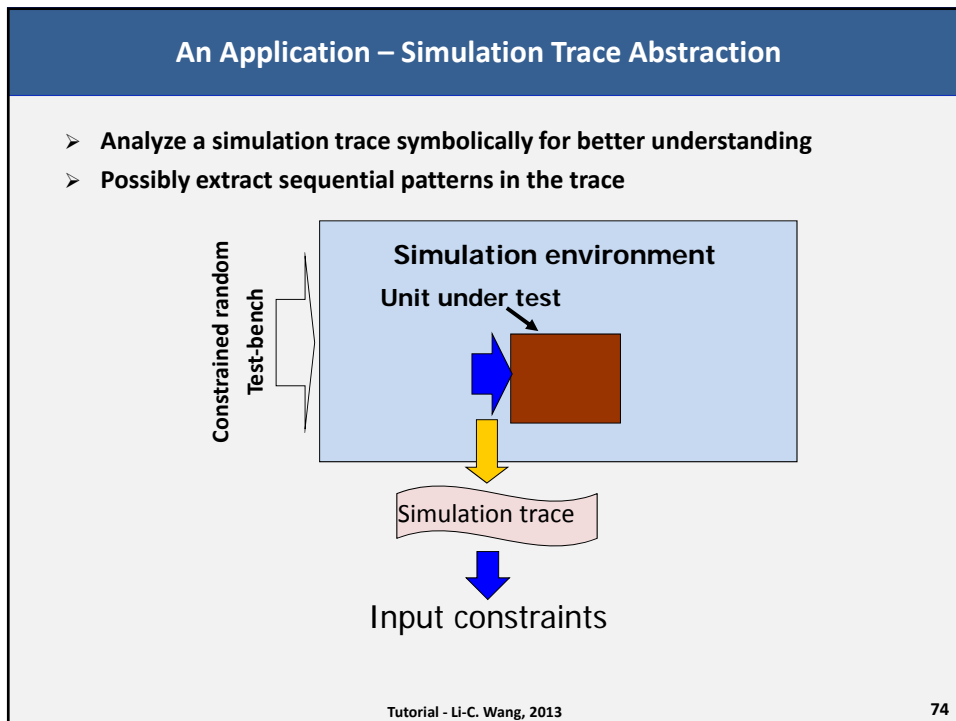 An Application – Simulation Trace Abstraction
➢ Analyze a simulation trace symbolically for better understanding
➢ Possibly extract sequential patterns in the trace
Constrained random
Test-bench
Simulation environment
Unit under test
Simulation trace
Input constraints
Tutorial - Li-C. Wang, 2013
74